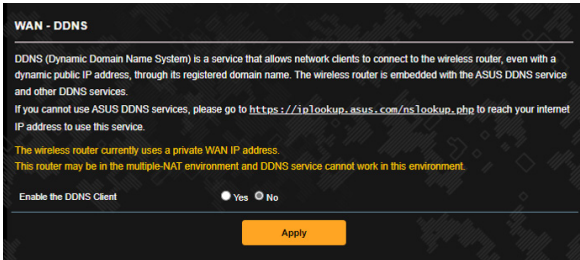 WAN - DDNS
DDNS (Dynamic Domain Name System) is a service that allows network clients to connect to the wireless router, even with a
dynamic public IP address, through its registered domain name. The wireless router is embedded with the ASUS DDNS service
and other DDNS services.
If you cannot use ASUS DDNS services, please go to https://iplookup.asus.com/nslookup.php to reach your internet
IP address to use this service.
The wireless router currently uses a private WAN IP address.
This router may be in the multiple-NAT environment and DDNS service cannot work in this environment.
Enable the DDNS Client Yes No
Apply